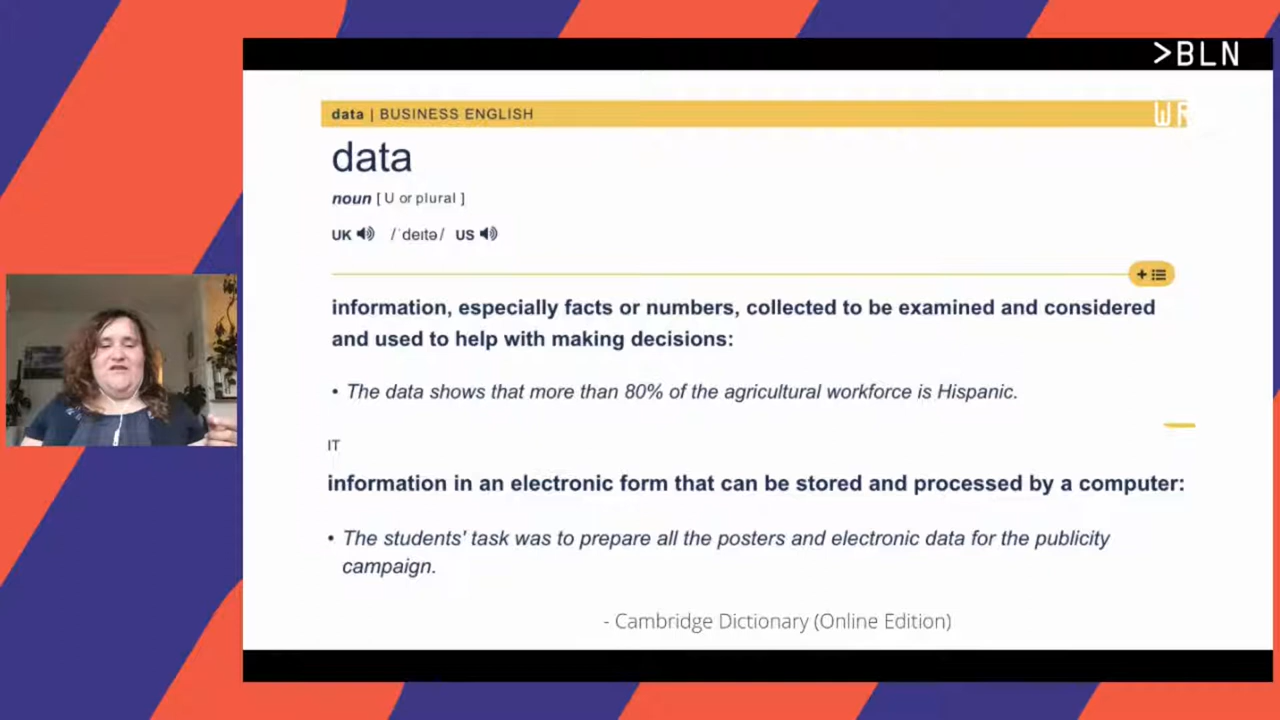 >BLN
data | BUSINESS ENGLISH
data
noun [ U or plural ]
UK /ˈdeɪtə/ US
information, especially facts or numbers, collected to be examined and considered
and used to help with making decisions:
• The data shows that more than 80% of the agricultural workforce is Hispanic.
IT
information in an electronic form that can be stored and processed by a computer:
• The students' task was to prepare all the posters and electronic data for the publicity
campaign.
- Cambridge Dictionary (Online Edition)